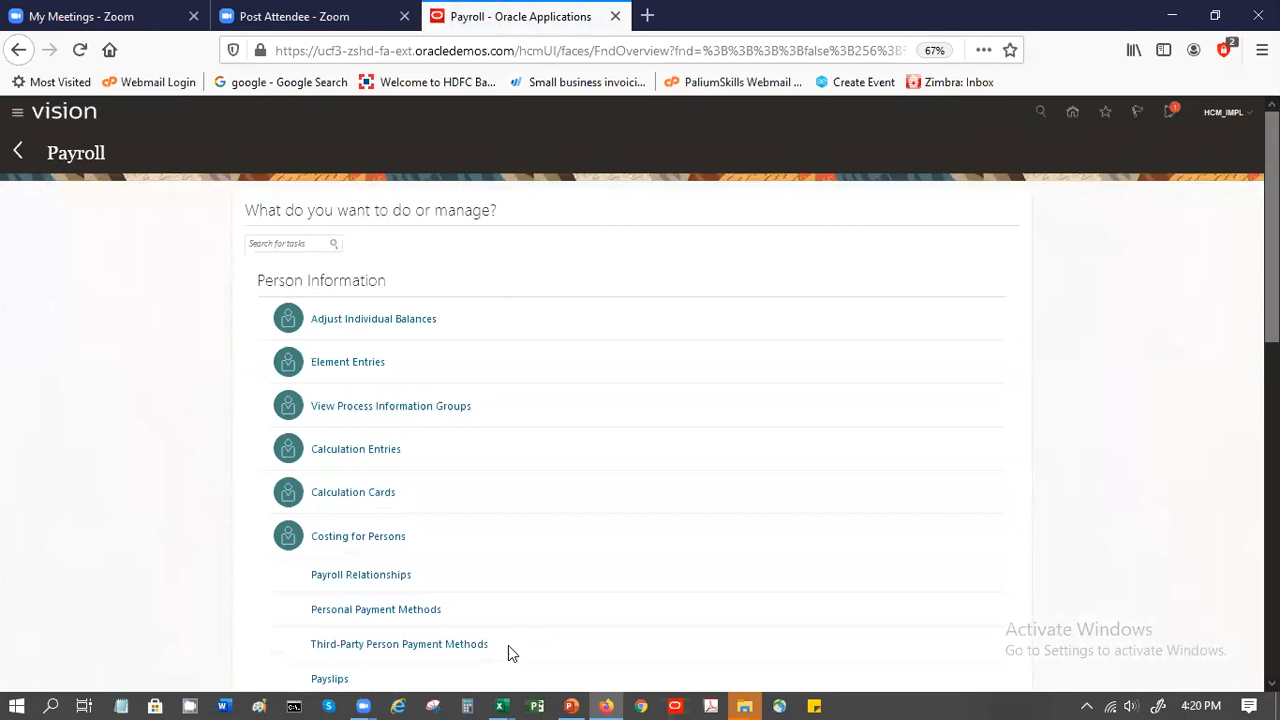 My Meetings - Zoom
Post Attendee - Zoom
Payroll - Oracle Applications
https://ucf3-zshd-fa-ext.oracledemos.com/hcmUI/faces/FndOverview?fnd=%3B%3B%3B%3Bfalse%3B256%3B%
67%
2
Most Visited
Webmail Login
google - Google Search
Welcome to HDFC Ba...
Small business invoici...
PaliumSkills Webmail ...
Create Event
Zimbra: Inbox
vision
1
HCM_IMPL
Payroll
What do you want to do or manage?
Search for tasks
Person Information
Adjust Individual Balances
Element Entries
View Process Information Groups
Calculation Entries
Calculation Cards
Costing for Persons
Payroll Relationships
Personal Payment Methods
Third-Party Person Payment Methods
Payslips
Activate Windows
Go to Settings to activate Windows.
4:20 PM